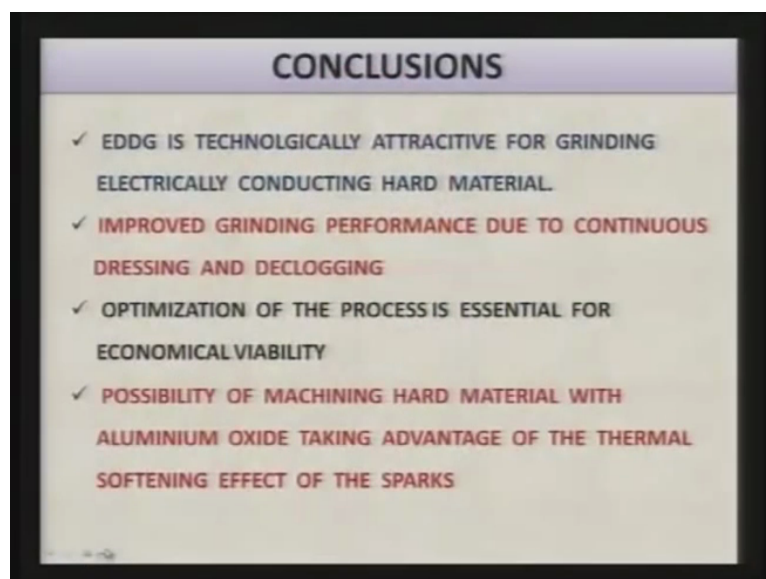 CONCLUSIONS
✓ EDDG IS TECHNOLGICALLY ATTRACITIVE FOR GRINDING
ELECTRICALLY CONDUCTING HARD MATERIAL.
✓ IMPROVED GRINDING PERFORMANCE DUE TO CONTINUOUS
DRESSING AND DECLOGGING
✓ OPTIMIZATION OF THE PROCESS IS ESSENTIAL FOR
ECONOMICAL VIABILITY
✓ POSSIBILITY OF MACHINING HARD MATERIAL WITH
ALUMINIUM OXIDE TAKING ADVANTAGE OF THE THERMAL
SOFTENING EFFECT OF THE SPARKS